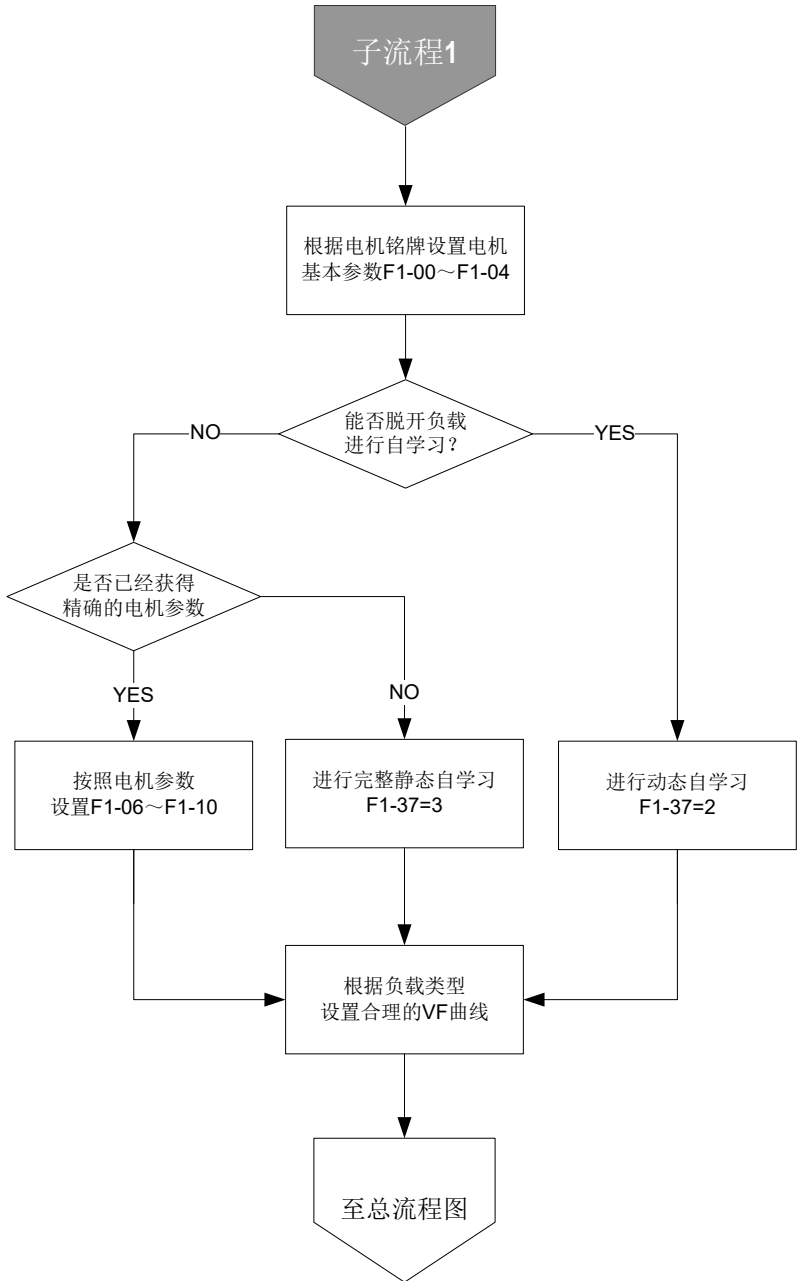 子流程1
根据电机铭牌设置电机
基本参数F1-00～F1-04
能否脱开负载
进行自学习？
NO
YES
是否已经获得
精确的电机参数
YES
NO
按照电机参数
设置F1-06～F1-10
进行完整静态自学习
F1-37=3
进行动态自学习
F1-37=2
根据负载类型
设置合理的VF曲线
至总流程图